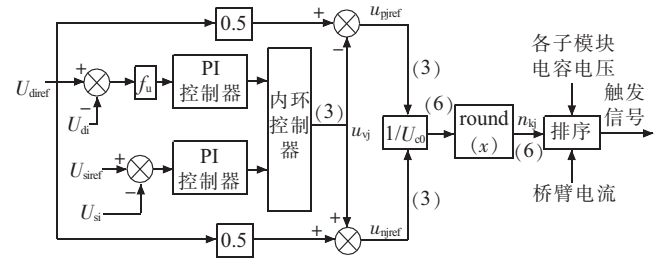 0.5
+
u_pjref
−
(3)
各子模块
电容电压
触发
信号
U_diref
+
−
U_di
f_u
PI
控制器
内环
控制
器
(3)
u_vj
1/U_c0
(6)
round
(x)
n_kj
(6)
排序
U_siref
+
−
U_si
PI
控制器
(3)
桥臂电流
0.5
+
+
u_njref